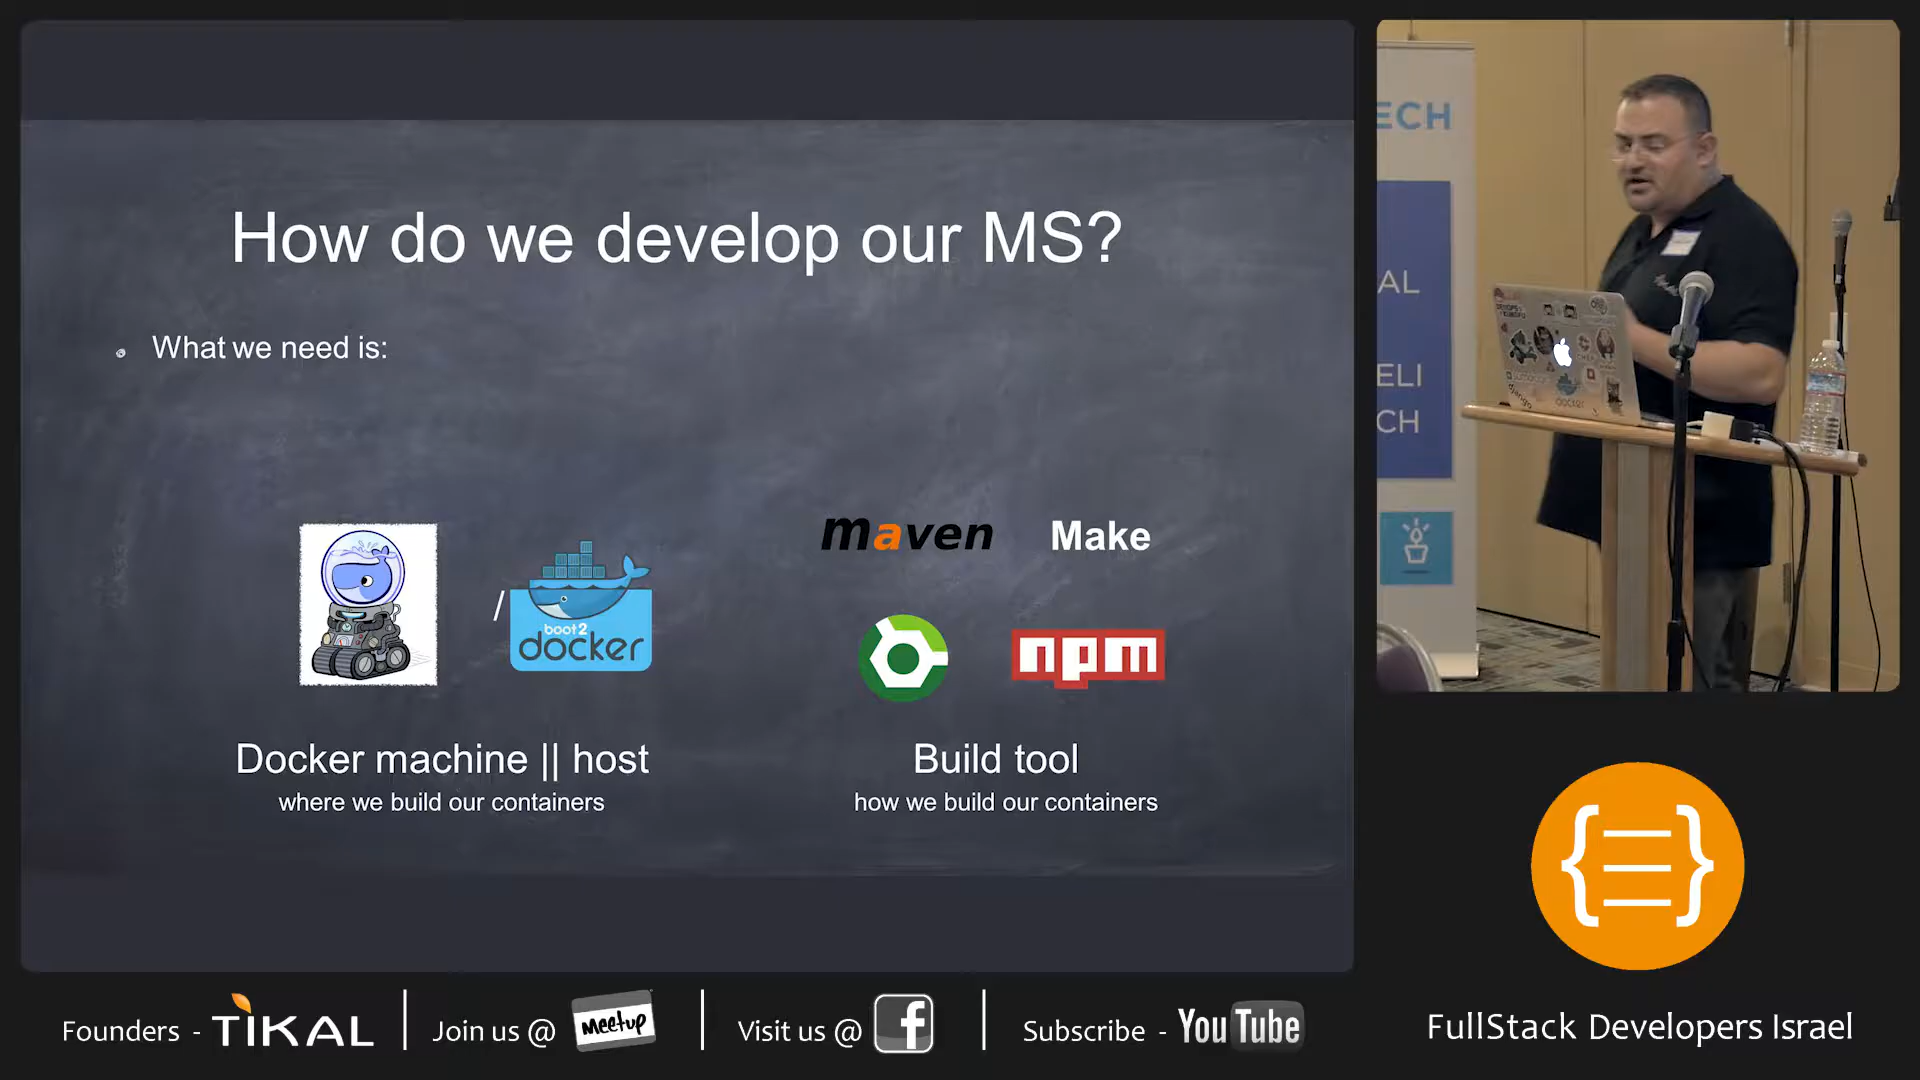 How do we develop our MS?
What we need is:
maven Make
/
boot2
docker
npm
Docker machine || host
where we build our containers
Build tool
how we build our containers
ECH
AL
ELI
CH
docker
Founders - TIKAL
Join us @ Meetup
Visit us @ f
Subscribe - YouTube
{ }
FullStack Developers Israel